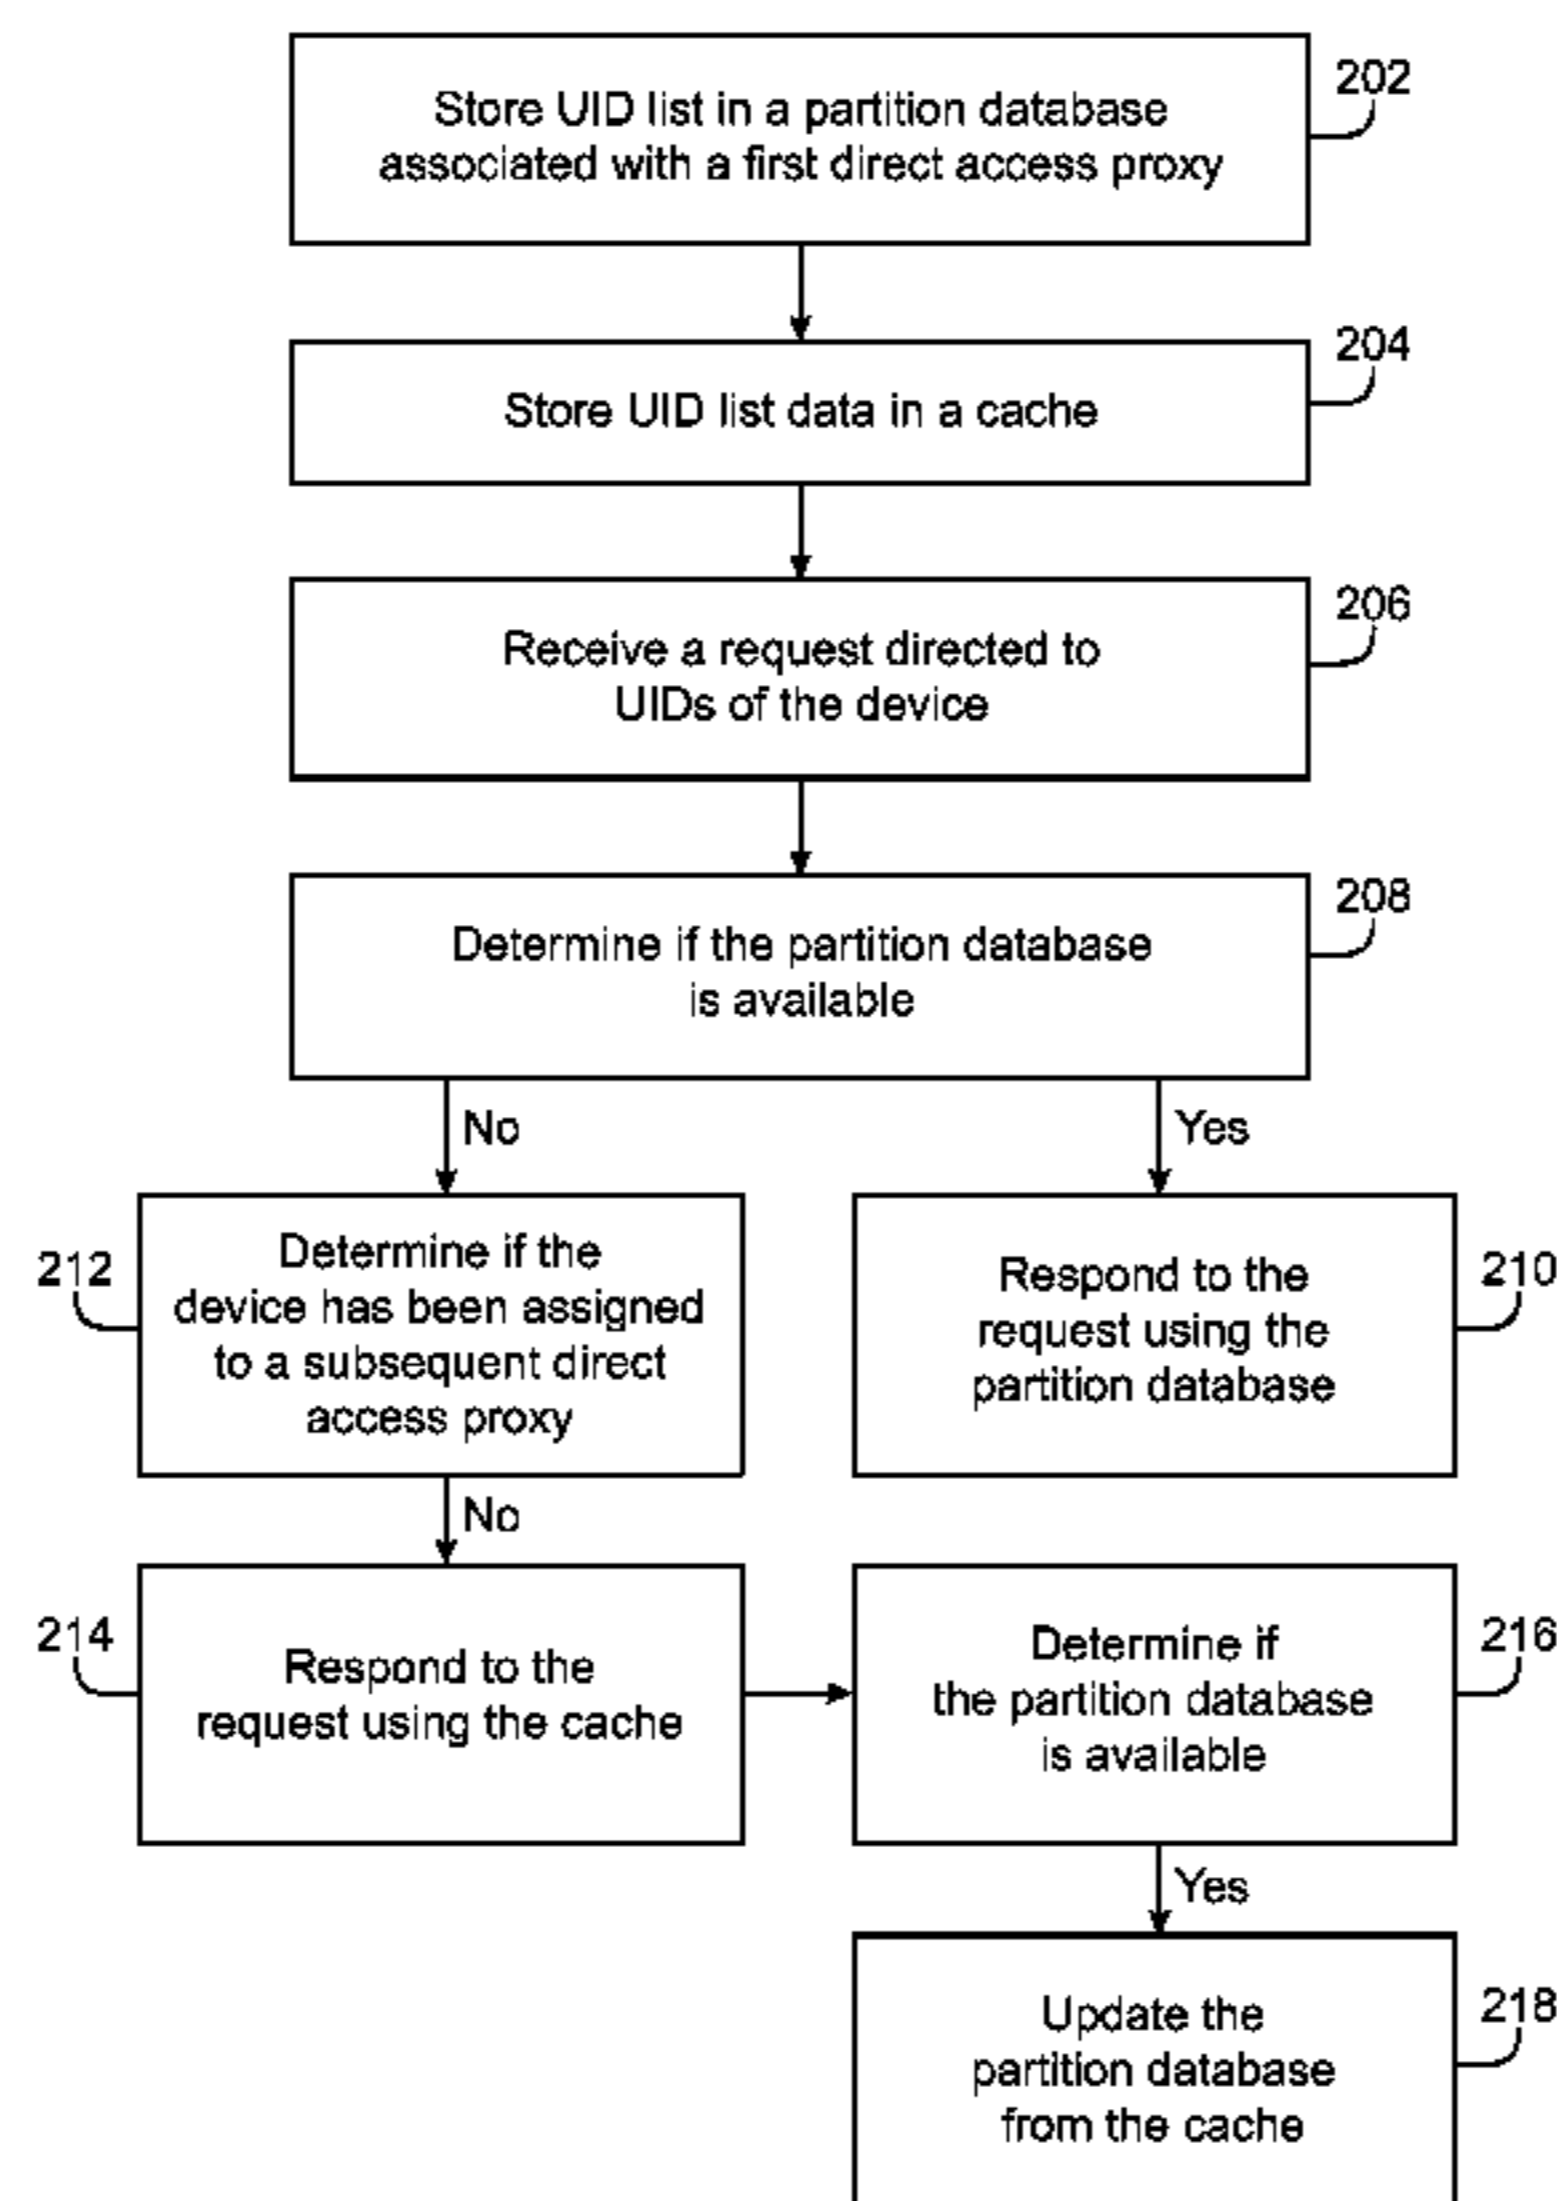 202
Store UID list in a partition database
associated with a first direct access proxy
204
Store UID list data in a cache
206
Receive a request directed to
UIDs of the device
208
Determine if the partition database
is available
No
Yes
212
Determine if the
device has been assigned
to a subsequent direct
access proxy
210
Respond to the
request using the
partition database
No
214
Respond to the
request using the cache
216
Determine if
the partition database
is available
Yes
218
Update the
partition database
from the cache